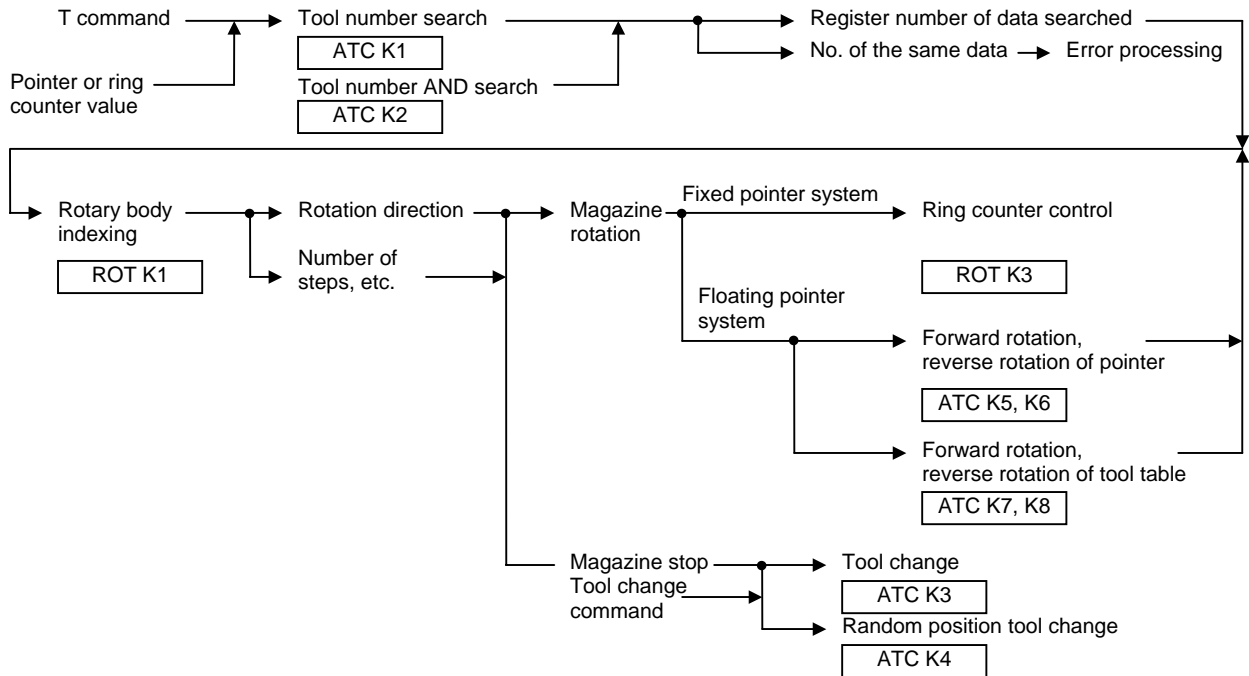 T command
Tool number search
Register number of data searched
ATC K1
No. of the same data
Error processing
Pointer or ring
counter value
Tool number AND search
ATC K2
Fixed pointer system
Rotary body
indexing
Rotation direction
Magazine
rotation
Ring counter control
Number of
steps, etc.
ROT K1
ROT K3
Floating pointer
system
Forward rotation,
reverse rotation of pointer
ATC K5, K6
Forward rotation,
reverse rotation of tool table
ATC K7, K8
Magazine stop
Tool change
command
Tool change
ATC K3
Random position tool change
ATC K4